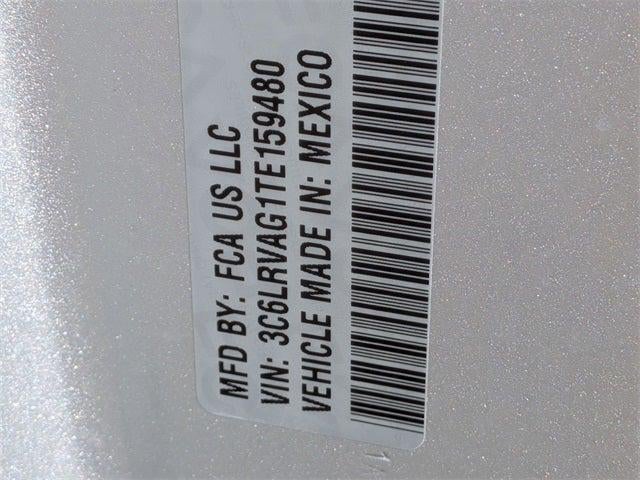 MFD BY: FCA US LLC
VIN: 3C6LRVAG1TE159480
VEHICLE MADE IN: MEXICO